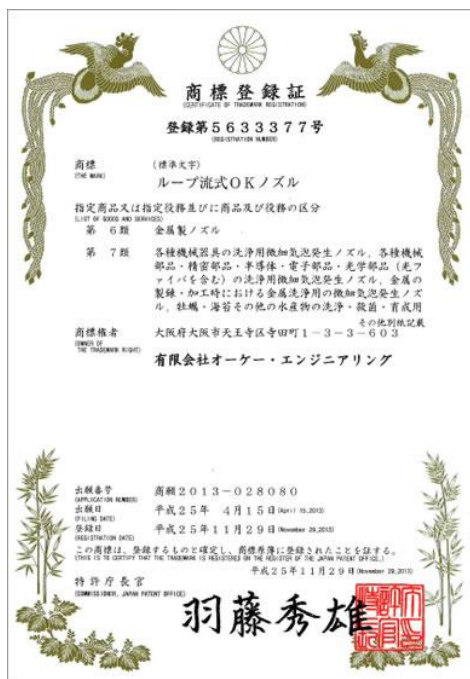 商標登録証
(CERTIFICATE OF TRADEMARK REGISTRATION)
登録第5633377号
(REGISTRATION NUMBER)
商標 (標準文字)
(THE MARK)
ループ流式OKノズル
指定商品又は指定役務並びに商品及び役務の区分
(LIST OF GOODS AND SERVICES)
第 6類 金属製ノズル
第 7類 各種機械器具の洗浄用微細気泡発生ノズル，各種機械
部品・精密部品・半導体・電子部品・光学部品（光フ
ァイバを含む）の洗浄用微細気泡発生ノズル，金属の
製錬・加工時における金属洗浄用の微細気泡発生ノズ
ル，牡蠣・海苔その他の水産物の洗浄・殺菌・育成用
その他別紙記載
商標権者 大阪府大阪市天王寺区寺田町1-3-3-603
(OWNER OF THE TRADEMARK RIGHT)
有限会社オーケー・エンジニアリング
出願番号 商願2013-028080
(APPLICATION NUMBER)
出願日 平成25年 4月15日(April 15,2013)
(FILING DATE)
登録日 平成25年11月29日(November 29,2013)
(REGISTRATION DATE)
この商標は、登録するものと確定し、商標原簿に登録されたことを証する。
(THIS IS TO CERTIFY THAT THE TRADEMARK IS REGISTERED ON THE REGISTER OF THE JAPAN PATENT OFFICE.)
平成25年11月29日(November 29,2013)
特許庁長官
(COMMISSIONER, JAPAN PATENT OFFICE)
羽藤秀雄